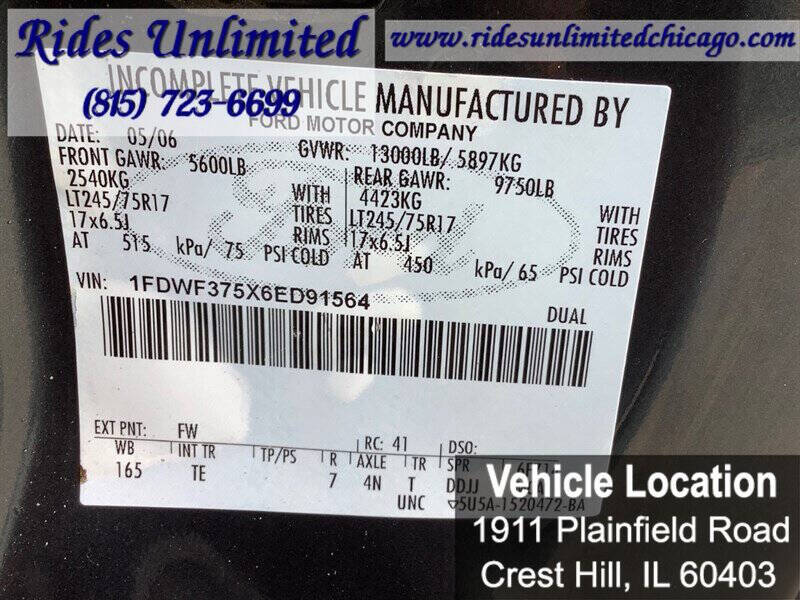 Rides Unlimited
(815) 723-6699
www.ridesunlimitedchicago.com
INCOMPLETE VEHICLE MANUFACTURED BY
FORD MOTOR COMPANY
DATE: 05/06 GVWR: 13000LB/ 5897KG
FRONT GAWR: 5600LB REAR GAWR: 9750LB
2540KG WITH 4423KG WITH
LT245/75R17 TIRES LT245/75R17 TIRES
17x6.5J RIMS 17x6.5J RIMS
AT 515 kPa/ 75 PSI COLD AT 450 kPa/ 65 PSI COLD
VIN: 1FDWF375X6ED91564
DUAL
EXT PNT: FW RC: 41 DSO:
WB INT TR TP/PS R AXLE TR SPR
165 TE 7 4N T DDJJ
UNC 5U5A-1520472-BA
Vehicle Location
1911 Plainfield Road
Crest Hill, IL 60403